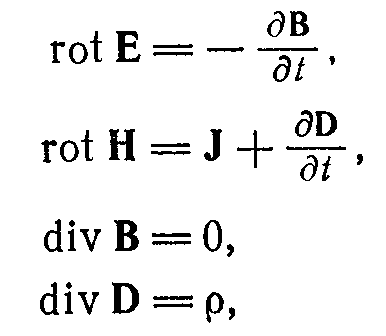 rot E = − ∂B/∂t,
rot H = J + ∂D/∂t,
div B = 0,
div D = ρ,